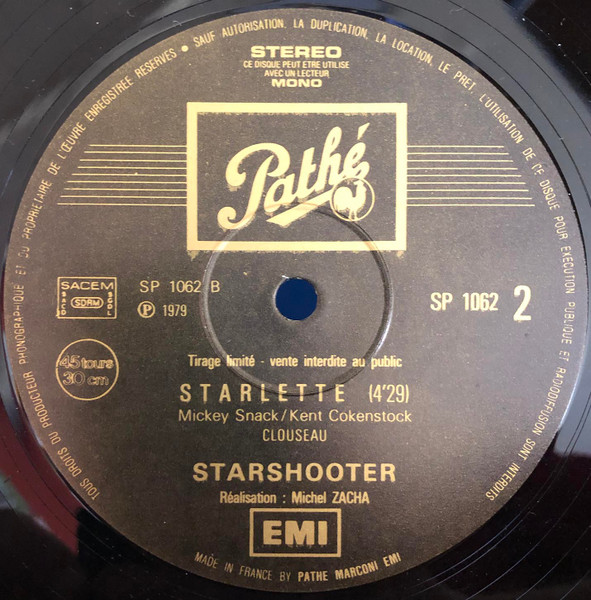 TOUS DROITS DU PRODUCTEUR PHONOGRAPHIQUE ET DU PROPRIETAIRE DE L'ŒUVRE ENREGISTREE RESERVES • SAUF AUTORISATION, LA DUPLICATION, LA LOCATION, LE PRET, L'UTILISATION DE CE DISQUE POUR EXECUTION PUBLIQUE ET RADIODIFFUSION SONT INTERDITS
STEREO
CE DISQUE PEUT ETRE UTILISE
AVEC UN LECTEUR
MONO
Pathé
SACEM
SACD SDRM SGDL
SP 1062 B
℗ 1979
SP 1062 2
45 tours
30 cm
Tirage limité - vente interdite au public
STARLETTE (4'29)
Mickey Snack/Kent Cokenstock
CLOUSEAU
STARSHOOTER
Réalisation : Michel ZACHA
EMI
MADE IN FRANCE BY PATHE MARCONI EMI